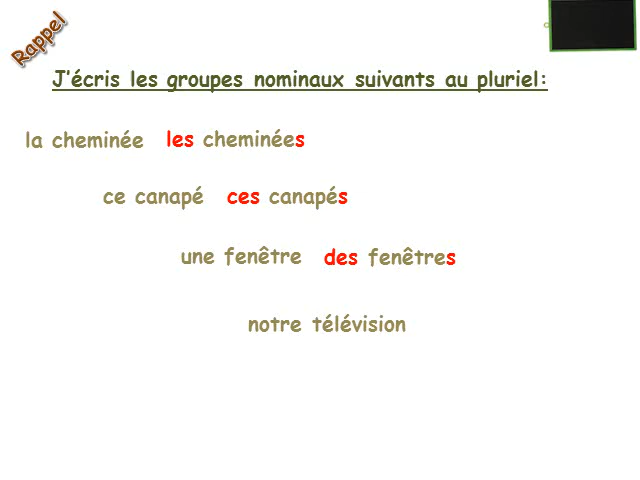 Rappel
J'écris les groupes nominaux suivants au pluriel:
la cheminée les cheminées
ce canapé ces canapés
une fenêtre des fenêtres
notre télévision